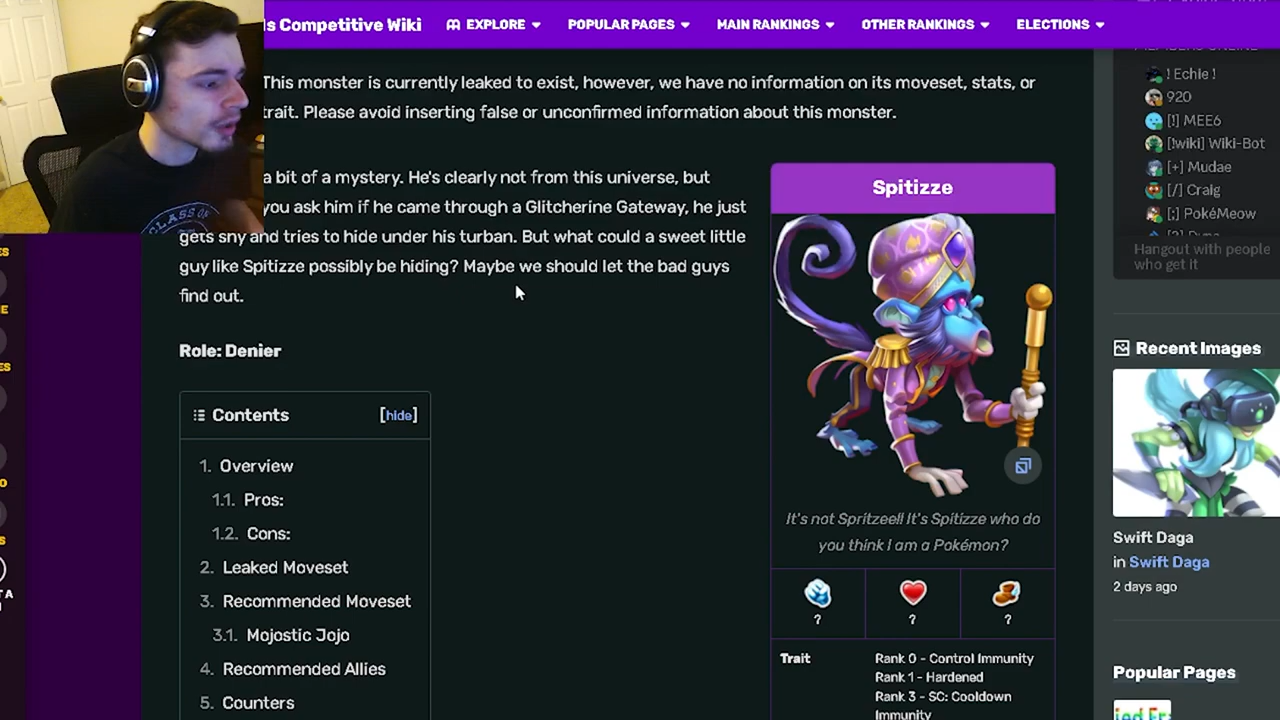 ls Competitive Wiki
EXPLORE
POPULAR PAGES
MAIN RANKINGS
OTHER RANKINGS
ELECTIONS
This monster is currently leaked to exist, however, we have no information on its moveset, stats, or
trait. Please avoid inserting false or unconfirmed information about this monster.
a bit of a mystery. He's clearly not from this universe, but
you ask him if he came through a Glitcherine Gateway, he just
gets shy and tries to hide under his turban. But what could a sweet little
guy like Spitizze possibly be hiding? Maybe we should let the bad guys
find out.
Role: Denier
Contents [hide]
1. Overview
1.1. Pros:
1.2. Cons:
2. Leaked Moveset
3. Recommended Moveset
3.1. Mojostic Jojo
4. Recommended Allies
5. Counters
Spitizze
It's not Spritzee!! It's Spitizze who do
you think I am a Pokémon?
? ? ?
Trait
Rank 0 - Control Immunity
Rank 1 - Hardened
Rank 3 - SC: Cooldown
Immunity
MEMBERS ONLINE
! Echie !
920
[!] MEE6
[!wiki] Wiki-Bot
[+] Mudae
[/] Craig
[;] PokéMeow
Hangout with people
who get it
Recent Images
Swift Daga
in Swift Daga
2 days ago
Popular Pages
CLASS OF